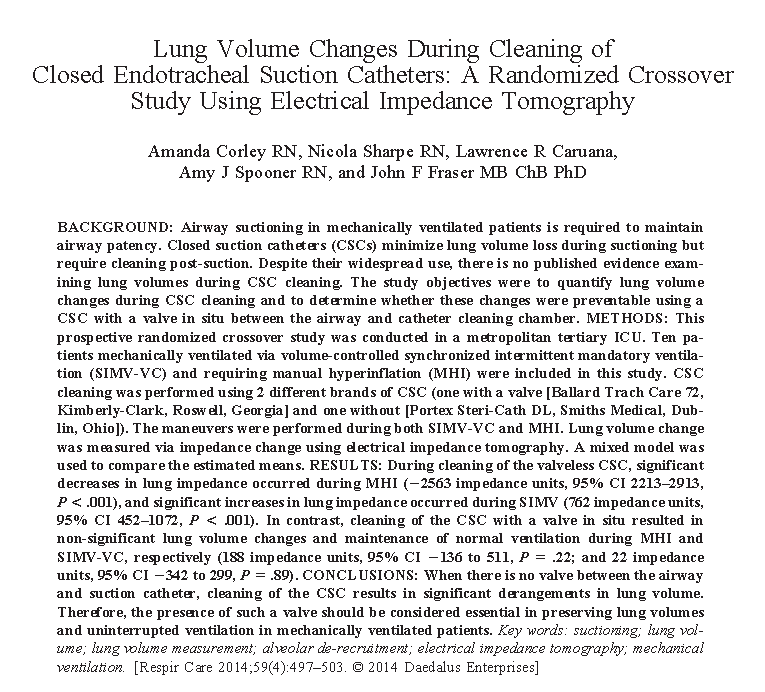 Lung Volume Changes During Cleaning of
Closed Endotracheal Suction Catheters: A Randomized Crossover
Study Using Electrical Impedance Tomography
Amanda Corley RN, Nicola Sharpe RN, Lawrence R Caruana,
Amy J Spooner RN, and John F Fraser MB ChB PhD
BACKGROUND: Airway suctioning in mechanically ventilated patients is required to maintain
airway patency. Closed suction catheters (CSCs) minimize lung volume loss during suctioning but
require cleaning post-suction. Despite their widespread use, there is no published evidence exam-
ining lung volumes during CSC cleaning. The study objectives were to quantify lung volume
changes during CSC cleaning and to determine whether these changes were preventable using a
CSC with a valve in situ between the airway and catheter cleaning chamber. METHODS: This
prospective randomized crossover study was conducted in a metropolitan tertiary ICU. Ten pa-
tients mechanically ventilated via volume-controlled synchronized intermittent mandatory ventila-
tion (SIMV-VC) and requiring manual hyperinflation (MHI) were included in this study. CSC
cleaning was performed using 2 different brands of CSC (one with a valve [Ballard Trach Care 72,
Kimberly-Clark, Roswell, Georgia] and one without [Portex Steri-Cath DL, Smiths Medical, Dub-
lin, Ohio]). The maneuvers were performed during both SIMV-VC and MHI. Lung volume change
was measured via impedance change using electrical impedance tomography. A mixed model was
used to compare the estimated means. RESULTS: During cleaning of the valveless CSC, significant
decreases in lung impedance occurred during MHI (−2563 impedance units, 95% CI 2213–2913,
P < .001), and significant increases in lung impedance occurred during SIMV (762 impedance units,
95% CI 452–1072, P < .001). In contrast, cleaning of the CSC with a valve in situ resulted in
non-significant lung volume changes and maintenance of normal ventilation during MHI and
SIMV-VC, respectively (188 impedance units, 95% CI −136 to 511, P = .22; and 22 impedance
units, 95% CI −342 to 299, P = .89). CONCLUSIONS: When there is no valve between the airway
and suction catheter, cleaning of the CSC results in significant derangements in lung volume.
Therefore, the presence of such a valve should be considered essential in preserving lung volumes
and uninterrupted ventilation in mechanically ventilated patients. Key words: suctioning; lung vol-
ume; lung volume measurement; alveolar de-recruitment; electrical impedance tomography; mechanical
ventilation. [Respir Care 2014;59(4):497–503. © 2014 Daedalus Enterprises]